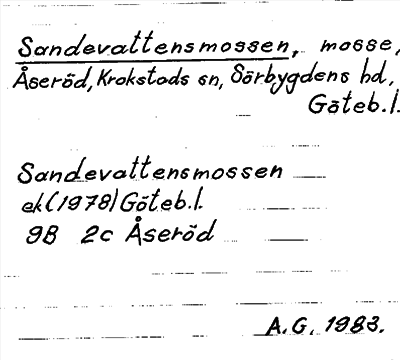 Sandevattensmossen, mosse,
Åseröd, Krokstads sn, Sörbygdens hd,
Göteb.l.
Sandevattensmossen
ek (1978) Göteb.l.
9B 2c Åseröd
A.G. 1983.